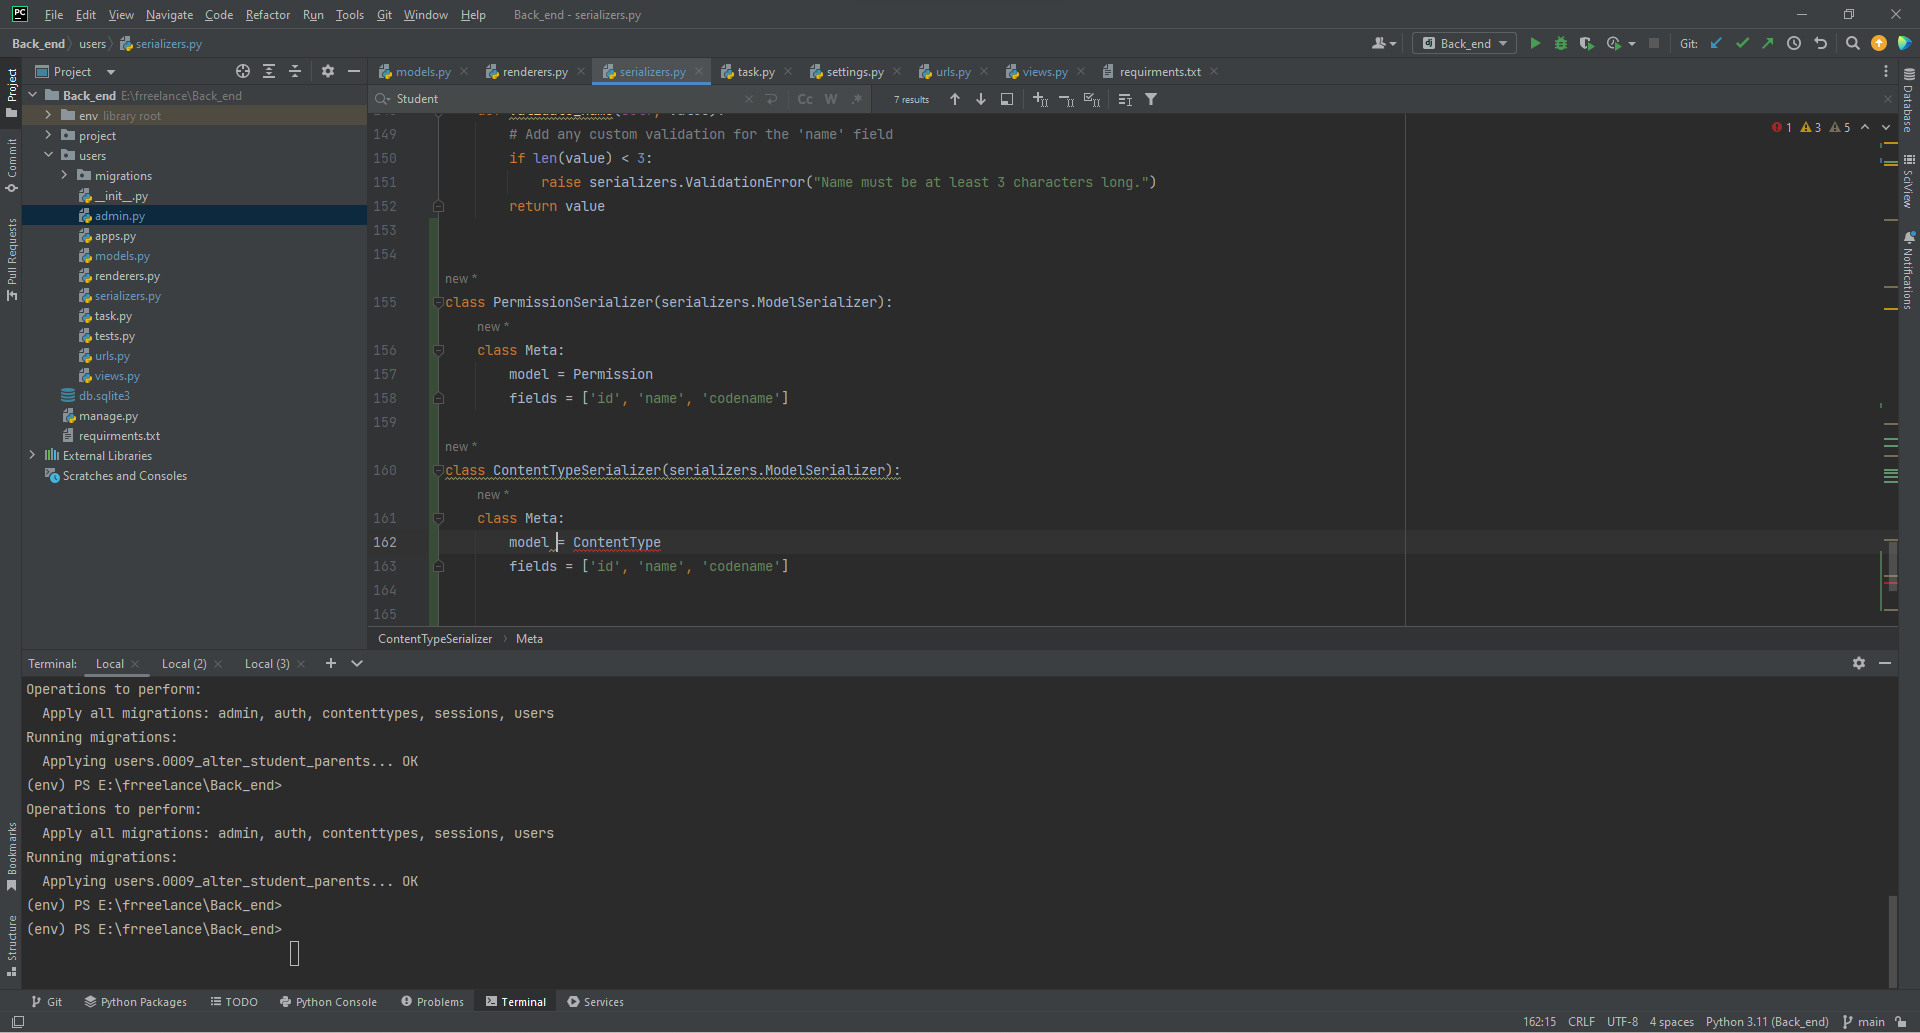 PC File Edit View Navigate Code Refactor Run Tools Git Window Help Back_end - serializers.py
Back_end users serializers.py Back_end Git:
Project
models.py renderers.py serializers.py task.py settings.py urls.py views.py requirments.txt
Student Cc W .* 7 results
Back_end E:\frreelance\Back_end
env library root
project
users
migrations
__init__.py
admin.py
apps.py
models.py
renderers.py
serializers.py
task.py
tests.py
urls.py
views.py
db.sqlite3
manage.py
requirments.txt
External Libraries
Scratches and Consoles
Project
Commit
Pull Requests
Bookmarks
Structure
1 3 5
149 # Add any custom validation for the 'name' field
150 if len(value) < 3:
151 raise serializers.ValidationError("Name must be at least 3 characters long.")
152 return value
153
154
new *
155 class PermissionSerializer(serializers.ModelSerializer):
new *
156 class Meta:
157 model = Permission
158 fields = ['id', 'name', 'codename']
159
new *
160 class ContentTypeSerializer(serializers.ModelSerializer):
new *
161 class Meta:
162 model = ContentType
163 fields = ['id', 'name', 'codename']
164
165
ContentTypeSerializer Meta
Database
SciView
Notifications
Terminal: Local Local (2) Local (3)
Operations to perform:
Apply all migrations: admin, auth, contenttypes, sessions, users
Running migrations:
Applying users.0009_alter_student_parents... OK
(env) PS E:\frreelance\Back_end>
Operations to perform:
Apply all migrations: admin, auth, contenttypes, sessions, users
Running migrations:
Applying users.0009_alter_student_parents... OK
(env) PS E:\frreelance\Back_end>
(env) PS E:\frreelance\Back_end>
Git Python Packages TODO Python Console Problems Terminal Services
162:15 CRLF UTF-8 4 spaces Python 3.11 (Back_end) main